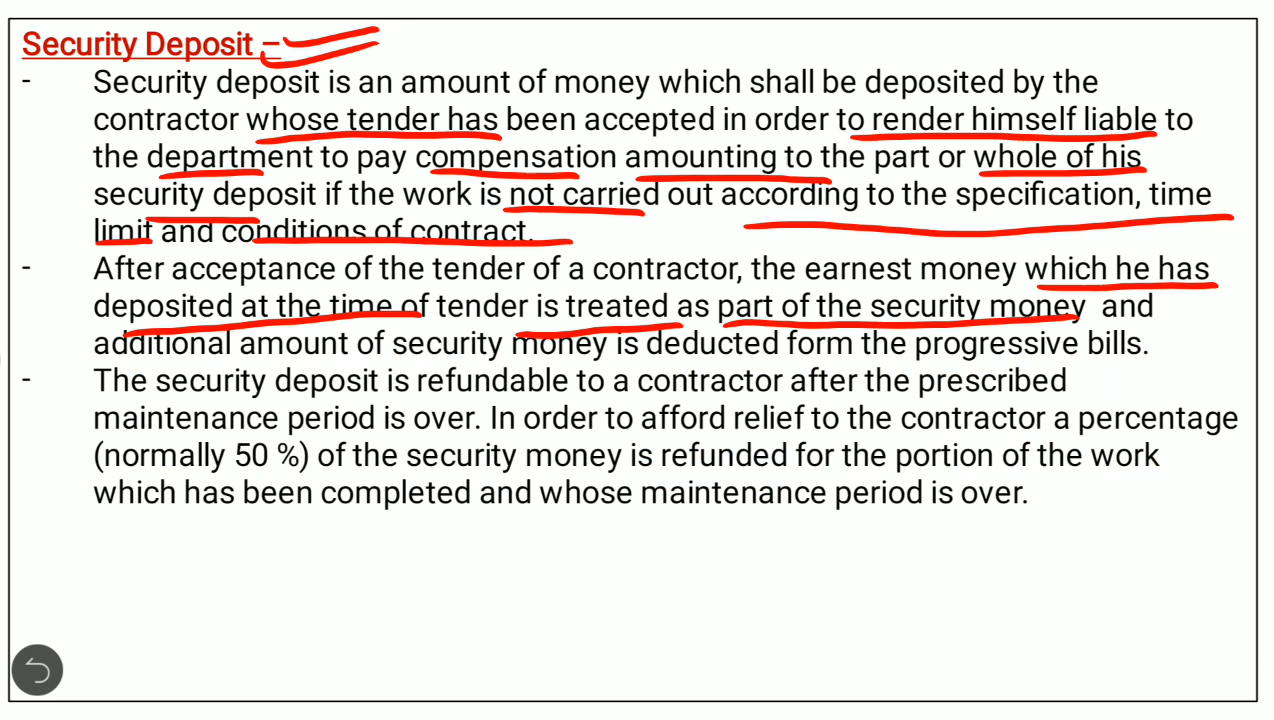 Security Deposit –
- Security deposit is an amount of money which shall be deposited by the
contractor whose tender has been accepted in order to render himself liable to
the department to pay compensation amounting to the part or whole of his
security deposit if the work is not carried out according to the specification, time
limit and conditions of contract.
- After acceptance of the tender of a contractor, the earnest money which he has
deposited at the time of tender is treated as part of the security money and
additional amount of security money is deducted form the progressive bills.
- The security deposit is refundable to a contractor after the prescribed
maintenance period is over. In order to afford relief to the contractor a percentage
(normally 50 %) of the security money is refunded for the portion of the work
which has been completed and whose maintenance period is over.